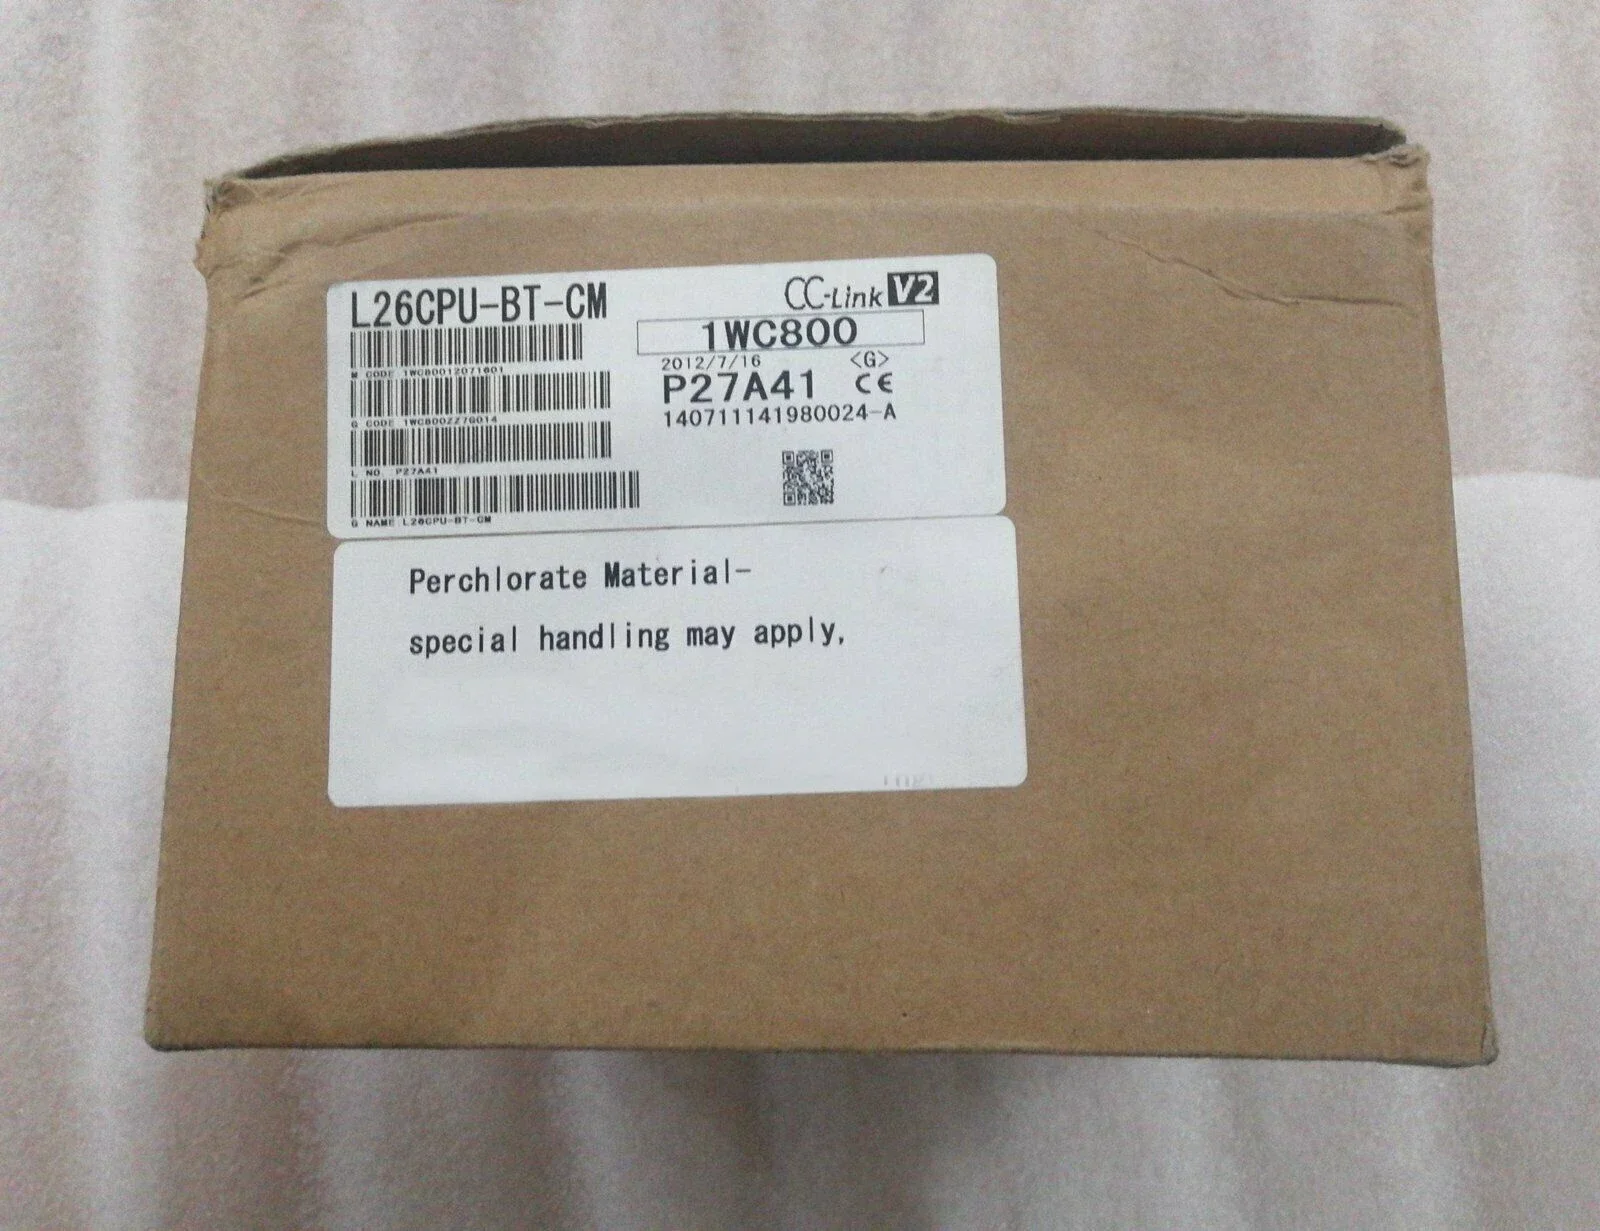 L26CPU-BT-CM
CC-Link V2
1WC800
M CODE 1WC80012071601
2012/7/16 <G>
P27A41 CE
G CODE 1WC800ZZ7G014
140711141980024-A
L NO. P27A41
G NAME L26CPU-BT-CM
Perchlorate Material-
special handling may apply,